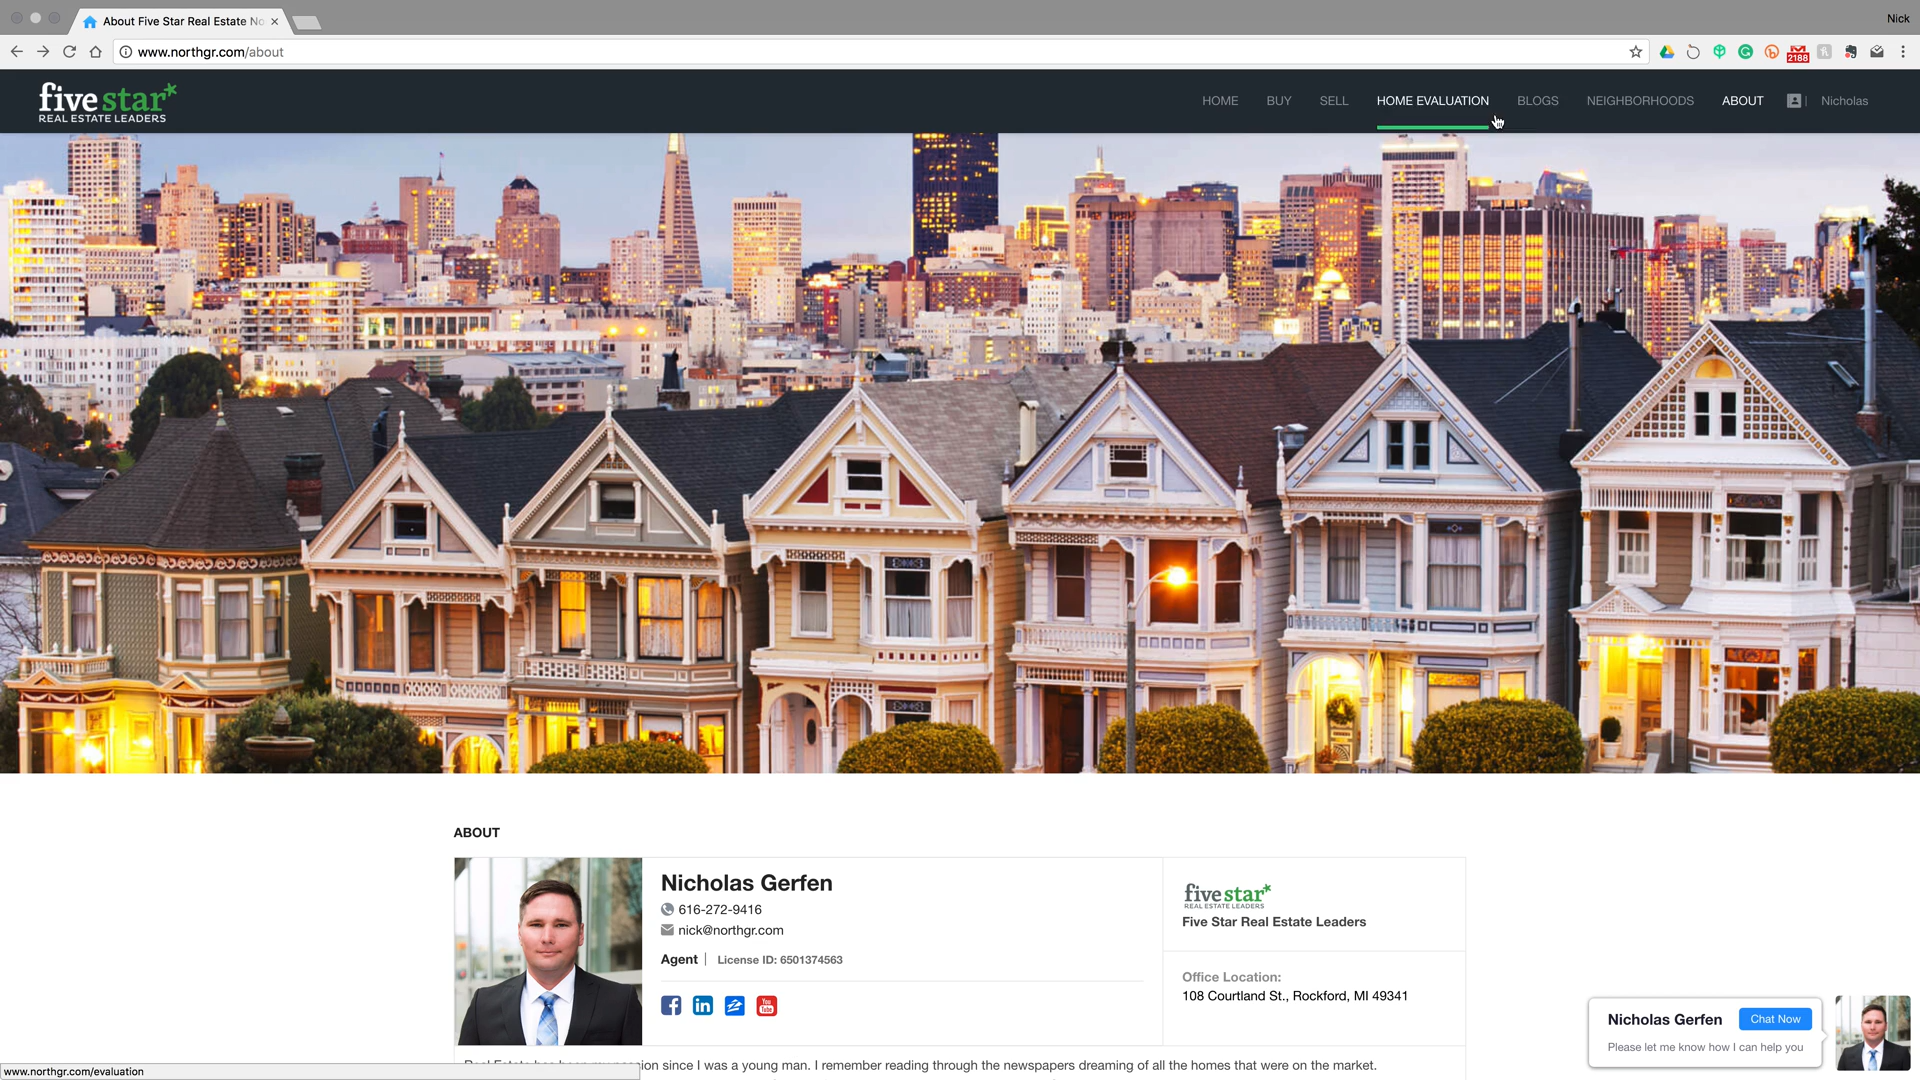 About Five Star Real Estate No
Nick
www.northgr.com/about
2188
five star*
REAL ESTATE LEADERS
HOME
BUY
SELL
HOME EVALUATION
BLOGS
NEIGHBORHOODS
ABOUT
Nicholas
ABOUT
Nicholas Gerfen
616-272-9416
nick@northgr.com
Agent | License ID: 6501374563
You Tube
five star*
REAL ESTATE LEADERS
Five Star Real Estate Leaders
Office Location:
108 Courtland St., Rockford, MI 49341
since I was a young man. I remember reading through the newspapers dreaming of all the homes that were on the market.
Nicholas Gerfen
Chat Now
Please let me know how I can help you
www.northgr.com/evaluation